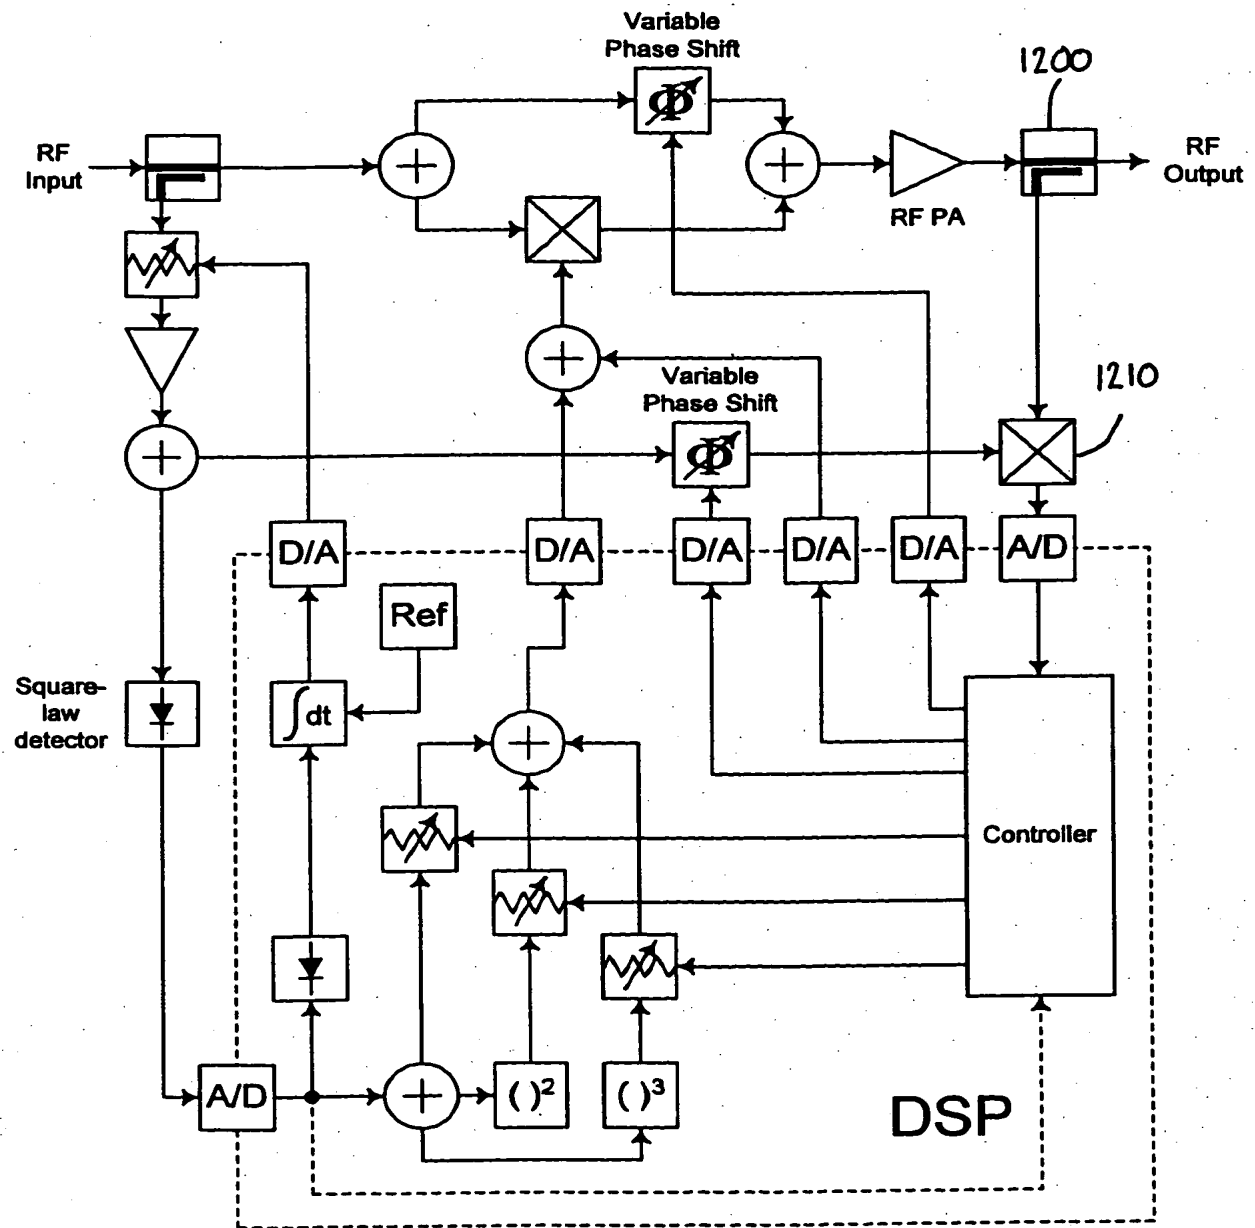 Variable
Phase Shift
1200
Φ
RF
Input
RF
Output
RF PA
1210
Variable
Phase Shift
Φ
D/A
D/A
D/A
D/A
D/A
A/D
Ref
Square-
law
detector
∫dt
Controller
A/D
( )²
( )³
DSP